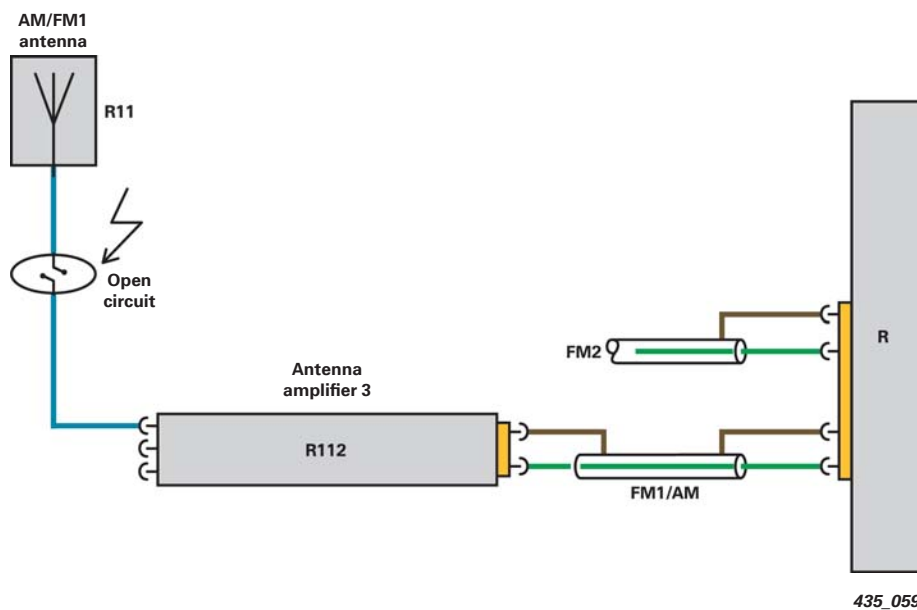 AM/FM1
antenna
R11
Open
circuit
FM2
R
Antenna
amplifier 3
R112
FM1/AM
435_059